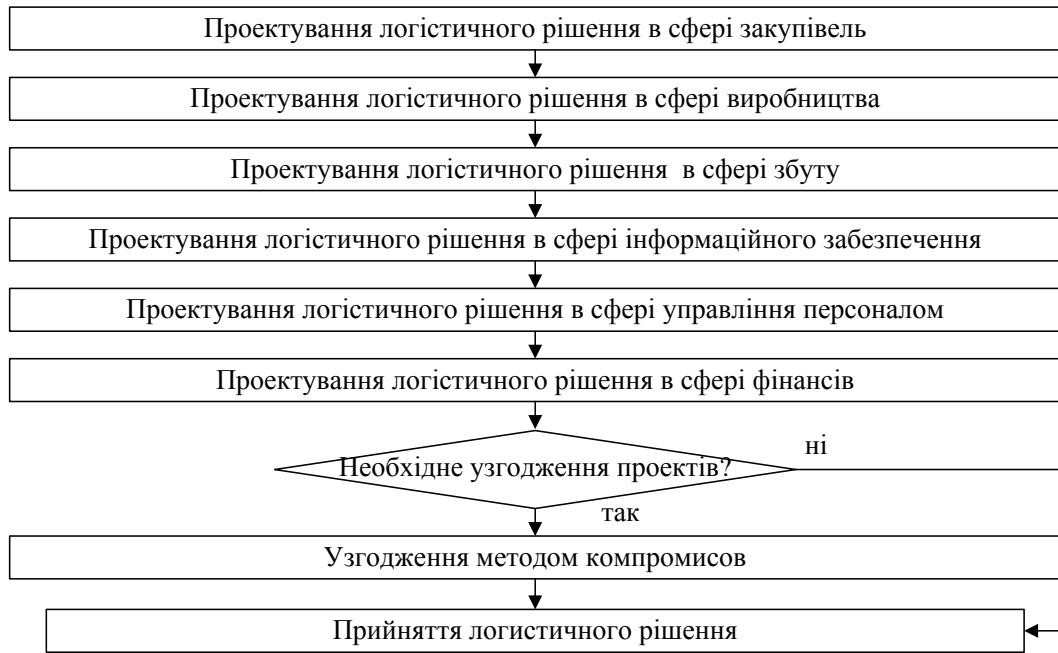 Проектування логістичного рішення в сфері закупівель
Проектування логістичного рішення в сфері виробництва
Проектування логістичного рішення в сфері збуту
Проектування логістичного рішення в сфері інформаційного забезпечення
Проектування логістичного рішення в сфері управління персоналом
Проектування логістичного рішення в сфері фінансів
Необхідне узгодження проектів?
ні
так
Узгодження методом компромисов
Прийняття логистичного рішення